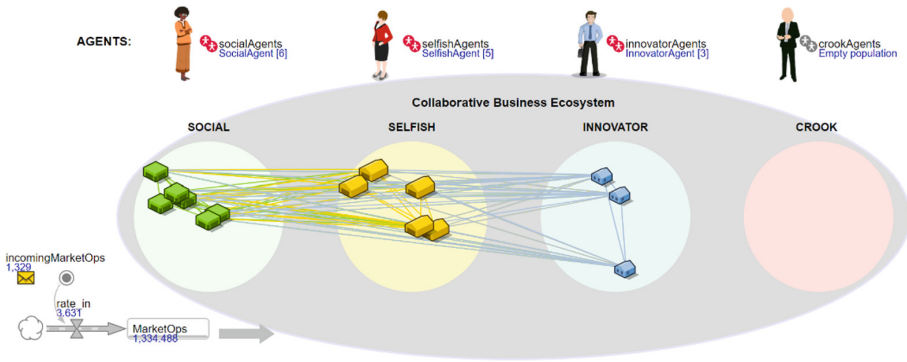 AGENTS:
socialAgents
SocialAgent [6]
selfishAgents
SelfishAgent [5]
innovatorAgents
InnovatorAgent [3]
crookAgents
Empty population
Collaborative Business Ecosystem
SOCIAL
SELFISH
INNOVATOR
CROOK
incomingMarketOps
1,329
rate_in
3.631
MarketOps
1,334.488